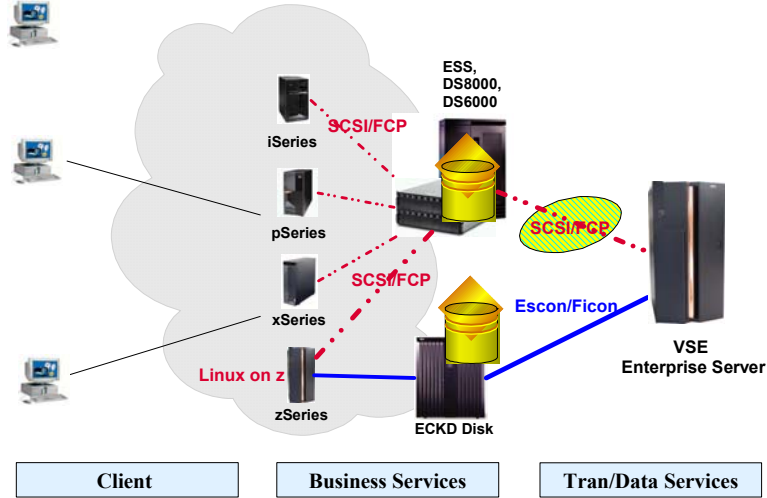 ESS,
DS8000,
DS6000
SCSI/FCP
iSeries
pSeries
SCSI/FCP
SCSI/FCP
Escon/Ficon
xSeries
VSE
Enterprise Server
Linux on z
zSeries
ECKD Disk
Client
Business Services
Tran/Data Services